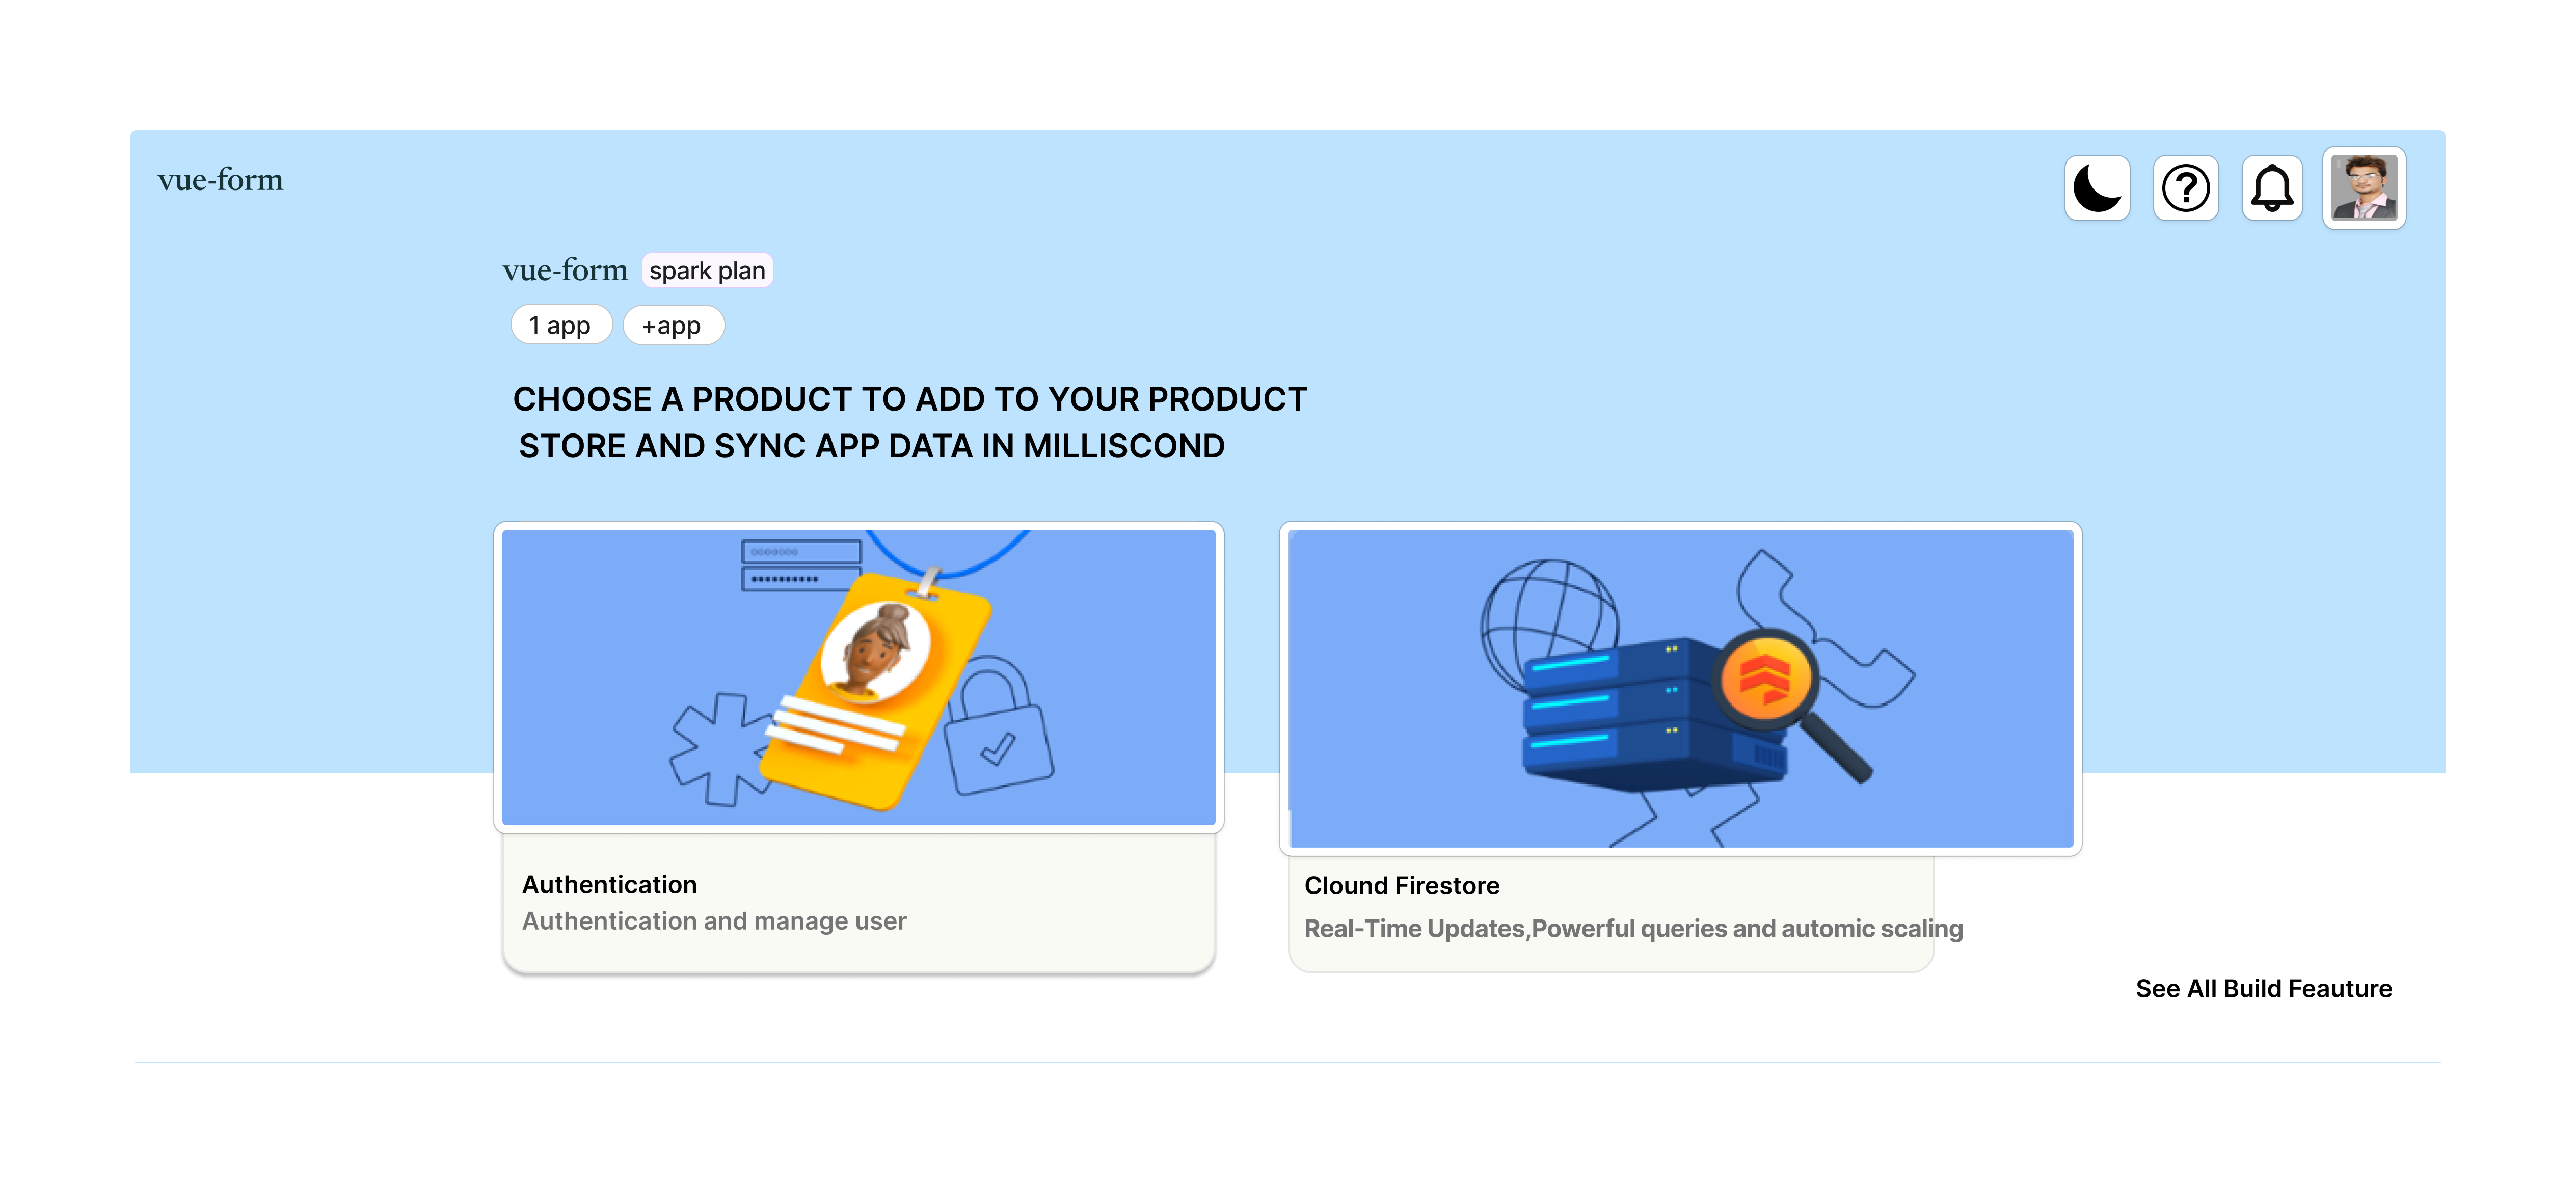 vue-form
vue-form spark plan
1 app +app
CHOOSE A PRODUCT TO ADD TO YOUR PRODUCT
STORE AND SYNC APP DATA IN MILLISCOND
Authentication
Authentication and manage user
Clound Firestore
Real-Time Updates,Powerful queries and automic scaling
See All Build Feauture